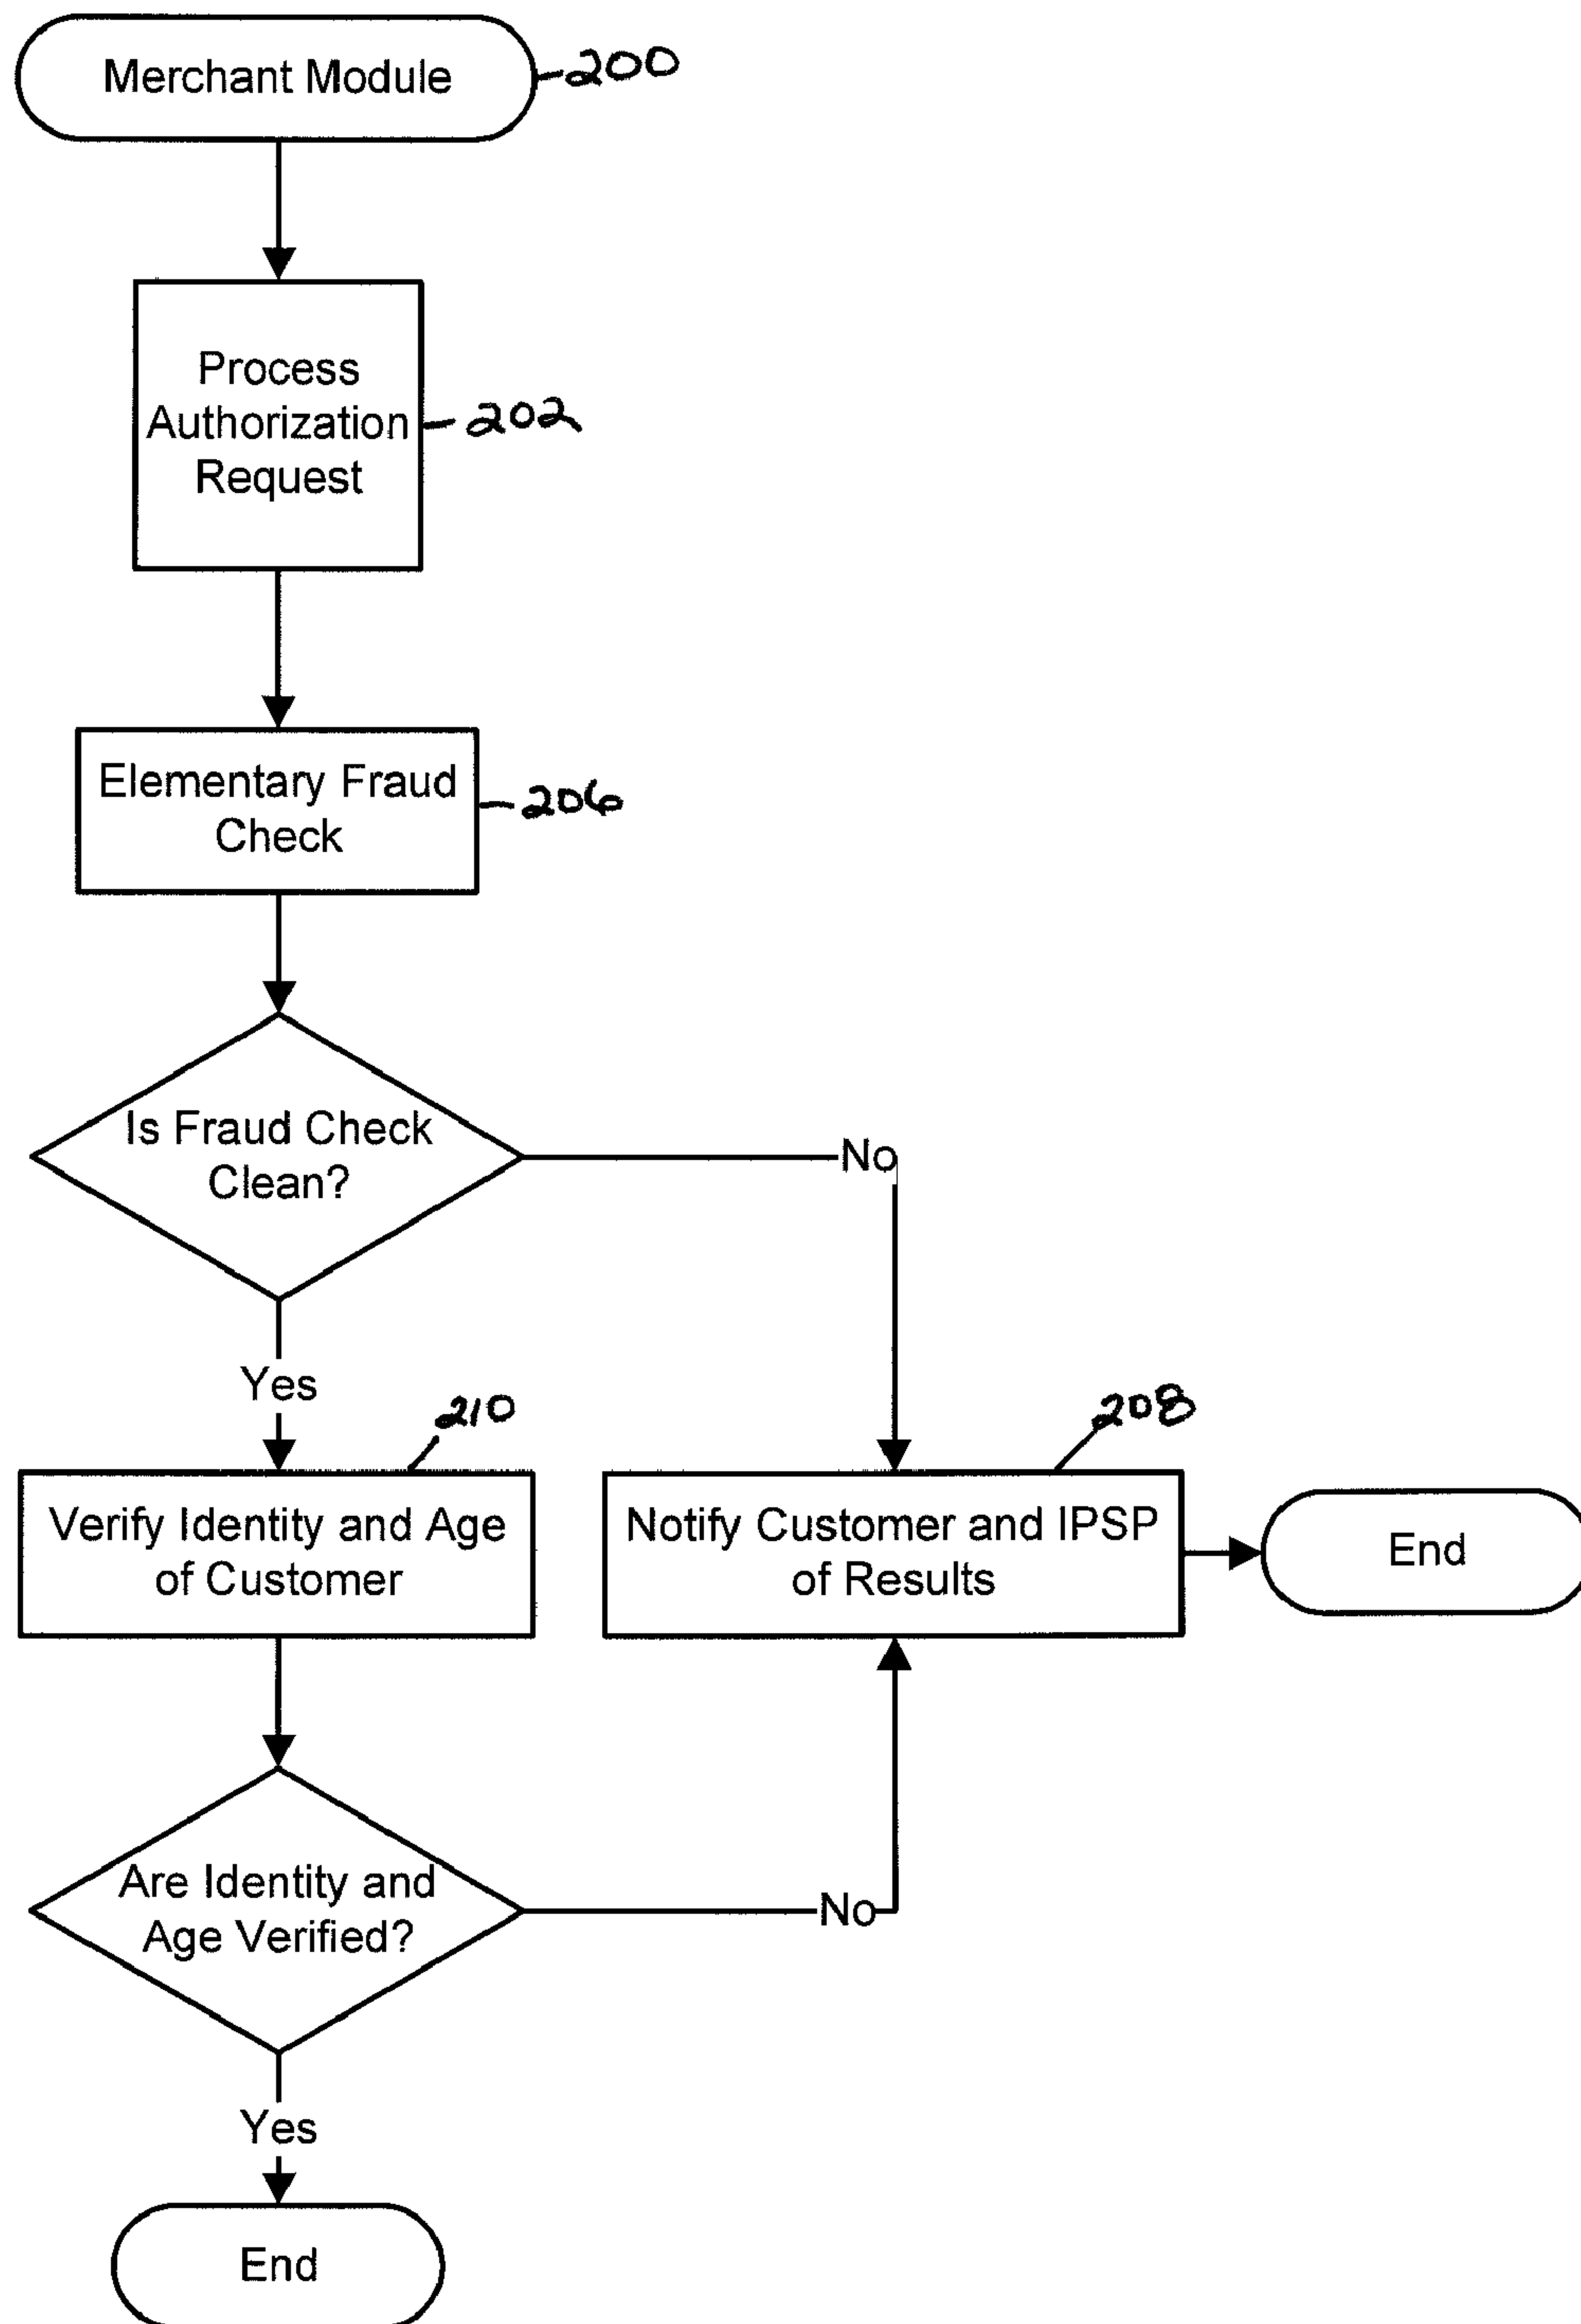 Merchant Module
200
Process
Authorization
Request
202
Elementary Fraud
Check
206
Is Fraud Check
Clean?
No
Yes
210
208
Verify Identity and Age
of Customer
Notify Customer and IPSP
of Results
End
Are Identity and
Age Verified?
No
Yes
End